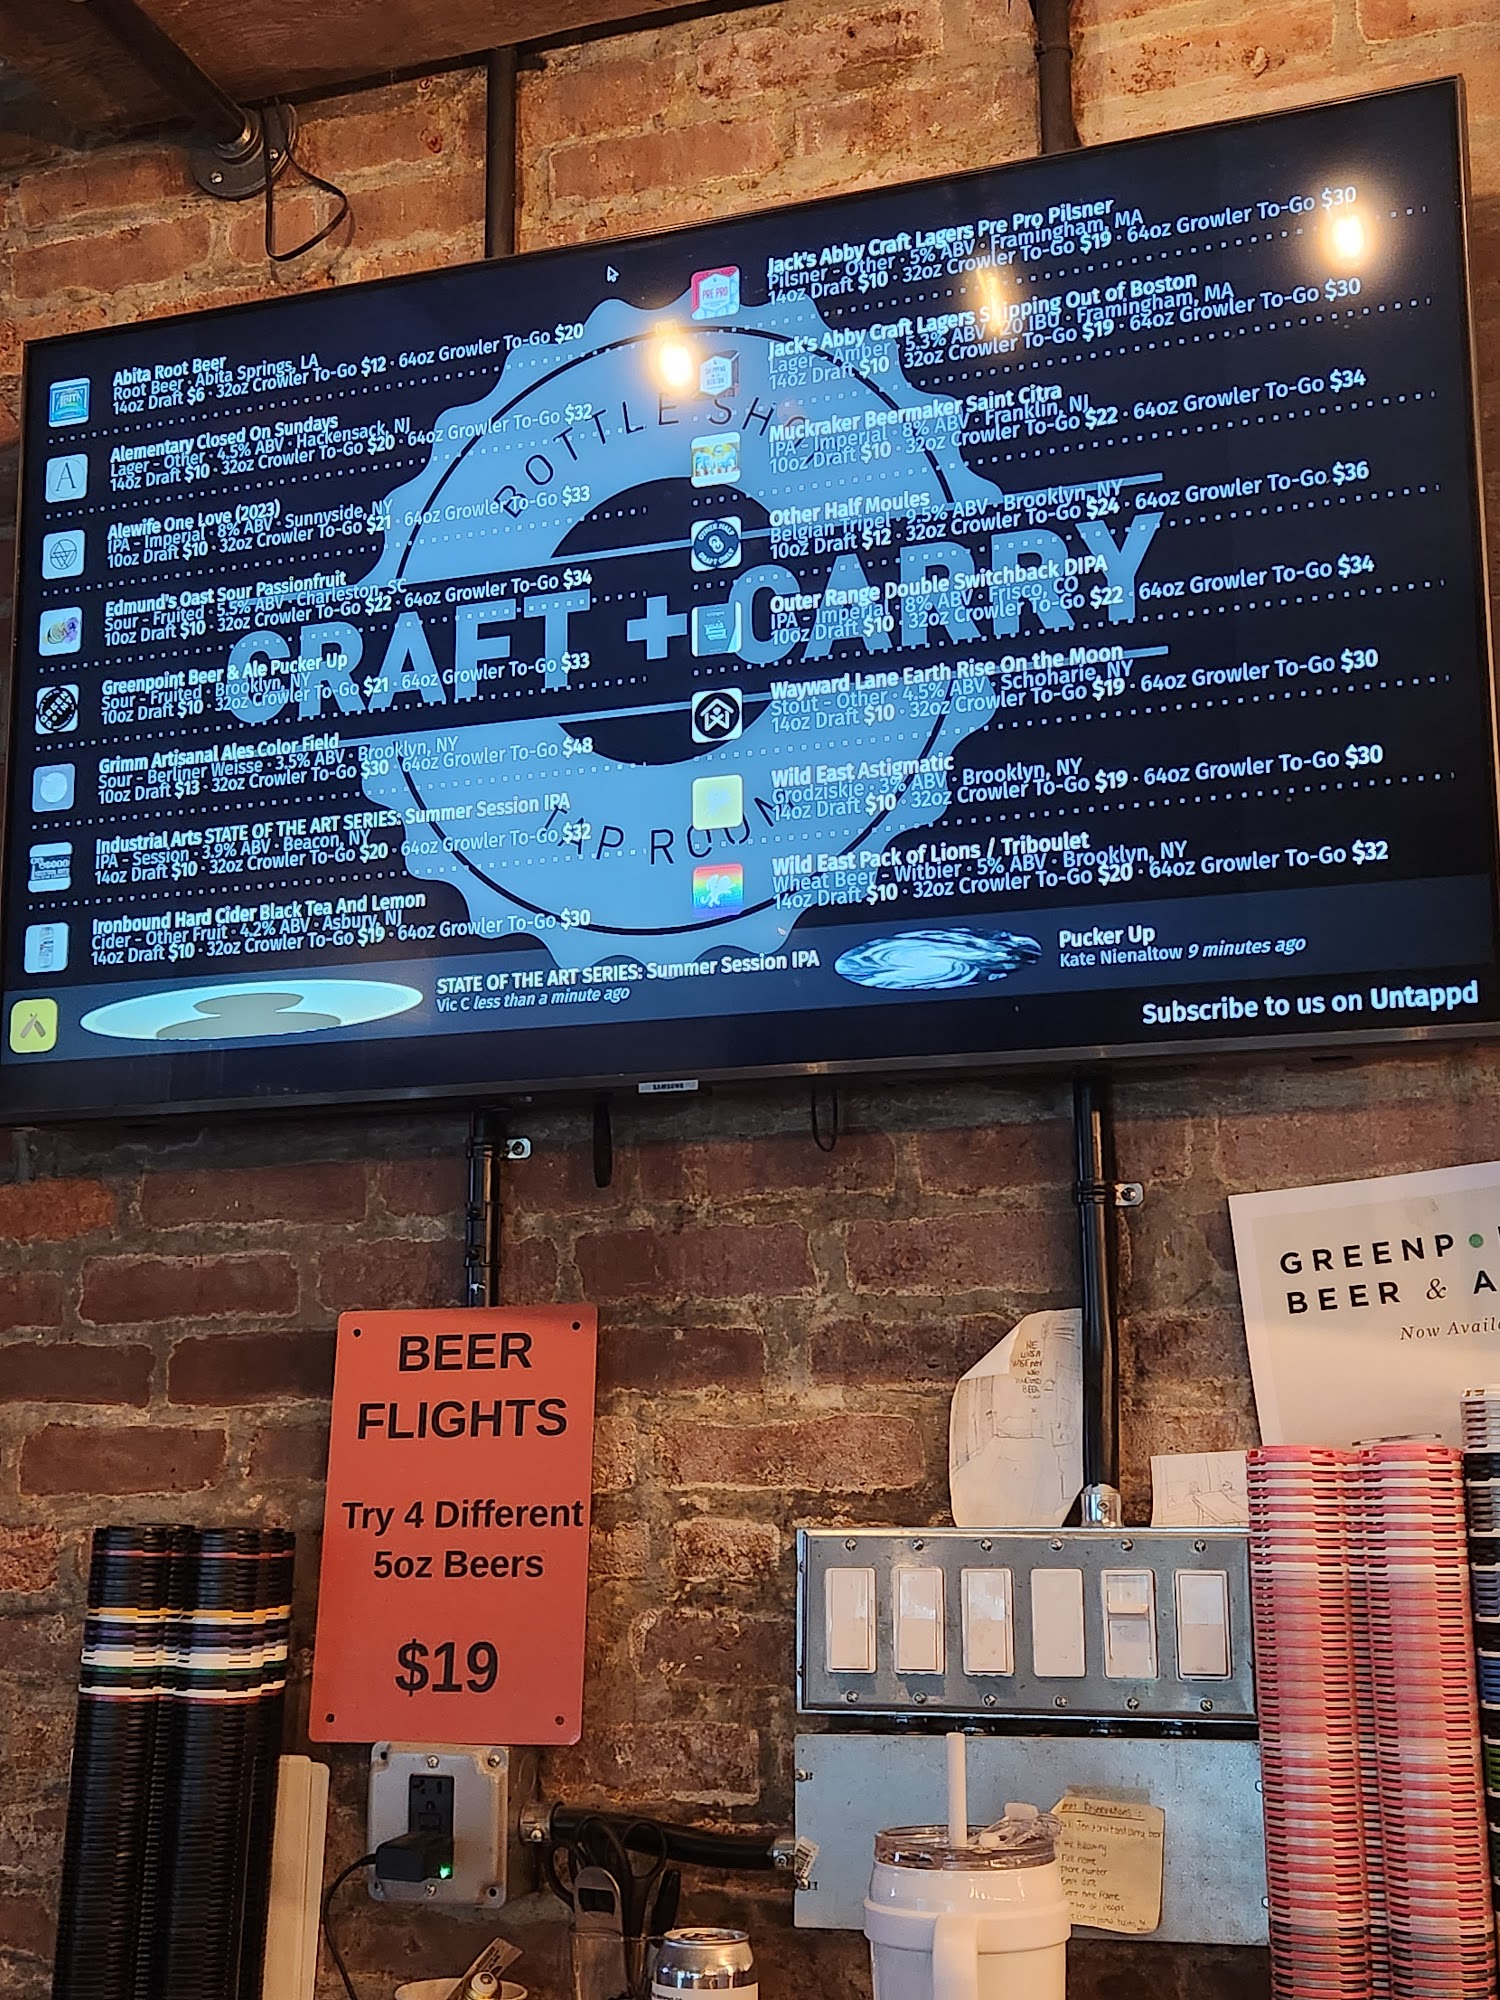 Abita Root Beer
Root Beer · Abita Springs, LA
14oz Draft $6 · 32oz Crowler To-Go $12 · 64oz Growler To-Go $20
Alementary Closed On Sundays
Lager - Other · 4.5% ABV · Hackensack, NJ
14oz Draft $10 · 32oz Crowler To-Go $20 · 64oz Growler To-Go $32
Alewife One Love (2023)
IPA - Imperial · 8% ABV · Sunnyside, NY
10oz Draft $10 · 32oz Crowler To-Go $21 · 64oz Growler To-Go $33
Edmund's Oast Sour Passionfruit
Sour - Fruited · 5.5% ABV · Charleston, SC
10oz Draft $10 · 32oz Crowler To-Go $22 · 64oz Growler To-Go $34
Greenpoint Beer & Ale Pucker Up
Sour - Fruited · Brooklyn, NY
10oz Draft $10 · 32oz Crowler To-Go $21 · 64oz Growler To-Go $33
Grimm Artisanal Ales Color Field
Sour - Berliner Weisse · 3.5% ABV · Brooklyn, NY
10oz Draft $13 · 32oz Crowler To-Go $30 · 64oz Growler To-Go $48
Industrial Arts STATE OF THE ART SERIES: Summer Session IPA
IPA - Session · 3.9% ABV · Beacon, NY
14oz Draft $10 · 32oz Crowler To-Go $20 · 64oz Growler To-Go $32
Ironbound Hard Cider Black Tea And Lemon
Cider - Other Fruit · 4.2% ABV · Asbury, NJ
14oz Draft $10 · 32oz Crowler To-Go $19 · 64oz Growler To-Go $30
Jack's Abby Craft Lagers Pre Pro Pilsner
Pilsner - Other · 5% ABV · Framingham, MA
14oz Draft $10 · 32oz Crowler To-Go $19 · 64oz Growler To-Go $30
PRE PRO
Jack's Abby Craft Lagers Shipping Out of Boston
Lager - Amber · 5.3% ABV · 20 IBU · Framingham, MA
14oz Draft $10 · 32oz Crowler To-Go $19 · 64oz Growler To-Go $30
Muckraker Beermaker Saint Citra
IPA - Imperial · 8% ABV · Franklin, NJ
10oz Draft $10 · 32oz Crowler To-Go $22 · 64oz Growler To-Go $34
Other Half Moules
Belgian Tripel · 9.5% ABV · Brooklyn, NY
10oz Draft $12 · 32oz Crowler To-Go $24 · 64oz Growler To-Go $36
Outer Range Double Switchback DIPA
IPA - Imperial · 8% ABV · Frisco, CO
10oz Draft $10 · 32oz Crowler To-Go $22 · 64oz Growler To-Go $34
Wayward Lane Earth Rise On the Moon
Stout - Other · 4.5% ABV · Schoharie, NY
14oz Draft $10 · 32oz Crowler To-Go $19 · 64oz Growler To-Go $30
Wild East Astigmatic
Grodziskie · 3% ABV · Brooklyn, NY
14oz Draft $10 · 32oz Crowler To-Go $19 · 64oz Growler To-Go $30
Wild East Pack of Lions / Triboulet
Wheat Beer - Witbier · 5% ABV · Brooklyn, NY
14oz Draft $10 · 32oz Crowler To-Go $20 · 64oz Growler To-Go $32
BOTTLE SHOP
CRAFT + CARRY
TAP ROOM
STATE OF THE ART SERIES: Summer Session IPA
Vic C less than a minute ago
Pucker Up
Kate Nienaltow 9 minutes ago
Subscribe to us on Untappd
SAMSUNG
BEER
FLIGHTS
Try 4 Different
5oz Beers
$19
GREENP
BEER & A
Now Avail